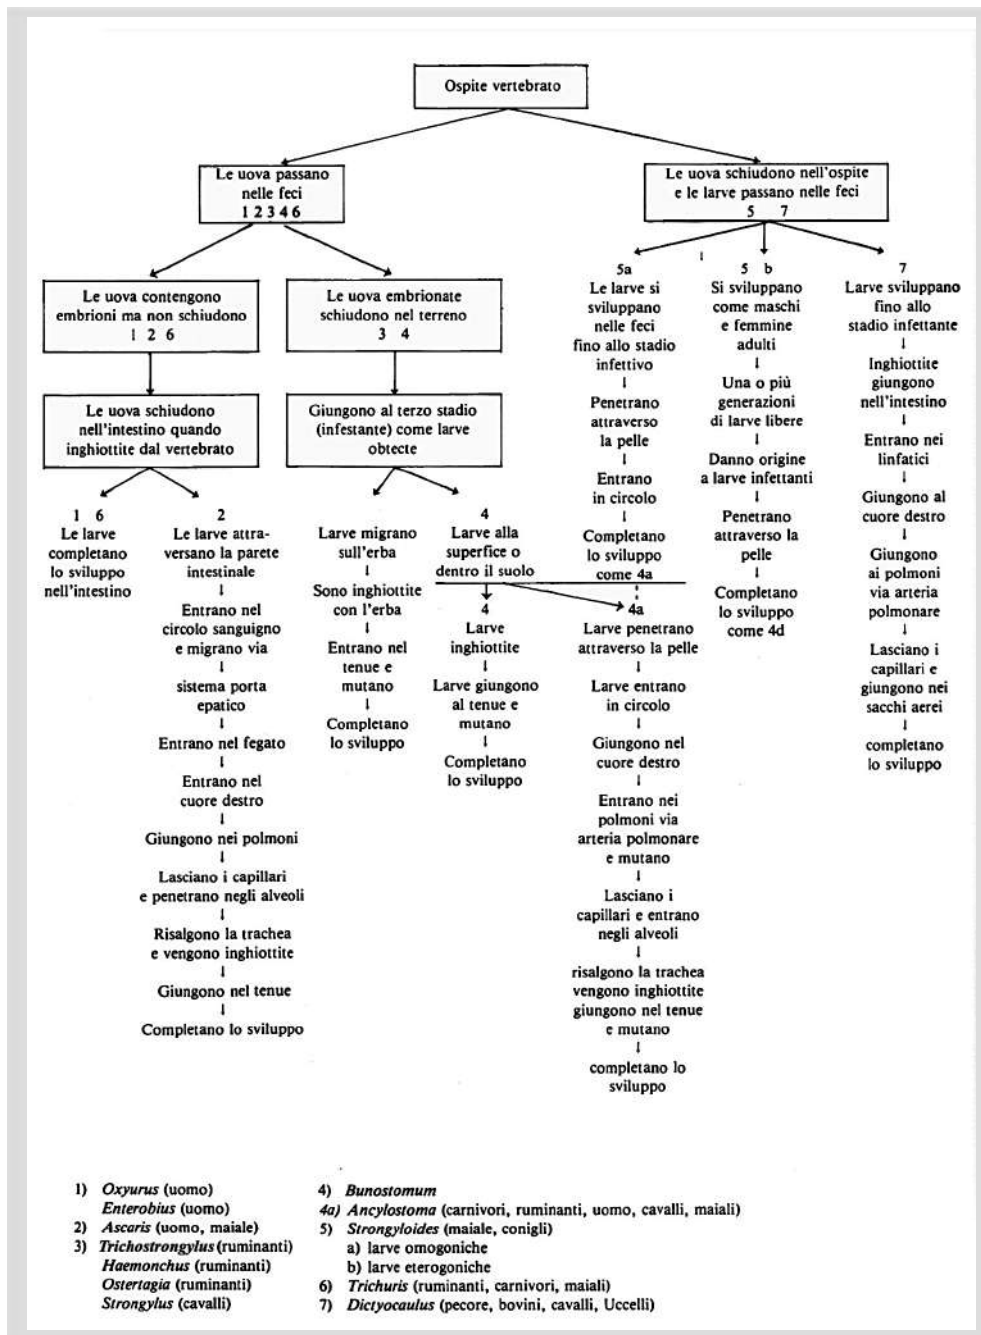 Ospite vertebrato
Le uova passano
nelle feci
1 2 3 4 6
Le uova schiudono nell'ospite
e le larve passano nelle feci
5 7
Le uova contengono
embrioni ma non schiudono
1 2 6
Le uova embrionate
schiudono nel terreno
3 4
Le uova schiudono
nell'intestino quando
inghiottite dal vertebrato
Giungono al terzo stadio
(infestante) come larve
obtecte
1 6
Le larve
completano
lo sviluppo
nell'intestino
2
Le larve attra-
versano la parete
intestinale
Entrano nel
circolo sanguigno
e migrano via
sistema porta
epatico
Entrano nel fegato
Entrano nel
cuore destro
Giungono nei polmoni
Lasciano i capillari
e penetrano negli alveoli
Risalgono la trachea
e vengono inghiottite
Giungono nel tenue
Completano lo sviluppo
Larve migrano
sull'erba
Sono inghiottite
con l'erba
Entrano nel
tenue e
mutano
Completano
lo sviluppo
4
Larve alla
superfice o
dentro il suolo
4
Larve
inghiottite
Larve giungono
al tenue e
mutano
Completano
lo sviluppo
5a
Le larve si
sviluppano
nelle feci
fino allo stadio
infettivo
Penetrano
attraverso
la pelle
Entrano
in circolo
Completano
lo sviluppo
come 4a
4a
Larve penetrano
attraverso la pelle
Larve entrano
in circolo
Giungono nel
cuore destro
Entrano nei
polmoni via
arteria polmonare
e mutano
Lasciano i
capillari e entrano
negli alveoli
risalgono la trachea
vengono inghiottite
giungono nel tenue
e mutano
completano lo
sviluppo
5 b
Si sviluppano
come maschi
e femmine
adulti
Una o più
generazioni
di larve libere
Danno origine
a larve infettanti
Penetrano
attraverso la
pelle
Completano
lo sviluppo
come 4d
7
Larve sviluppano
fino allo
stadio infettante
Inghiottite
giungono
nell'intestino
Entrano nei
linfatici
Giungono al
cuore destro
Giungono
ai polmoni
via arteria
polmonare
Lasciano i
capillari e
giungono nei
sacchi aerei
completano
lo sviluppo
1) Oxyurus (uomo)
Enterobius (uomo)
2) Ascaris (uomo, maiale)
3) Trichostrongylus (ruminanti)
Haemonchus (ruminanti)
Ostertagia (ruminanti)
Strongylus (cavalli)
4) Bunostomum
4a) Ancylostoma (carnivori, ruminanti, uomo, cavalli, maiali)
5) Strongyloides (maiale, conigli)
a) larve omogoniche
b) larve eterogoniche
6) Trichuris (ruminanti, carnivori, maiali)
7) Dictyocaulus (pecore, bovini, cavalli, Uccelli)